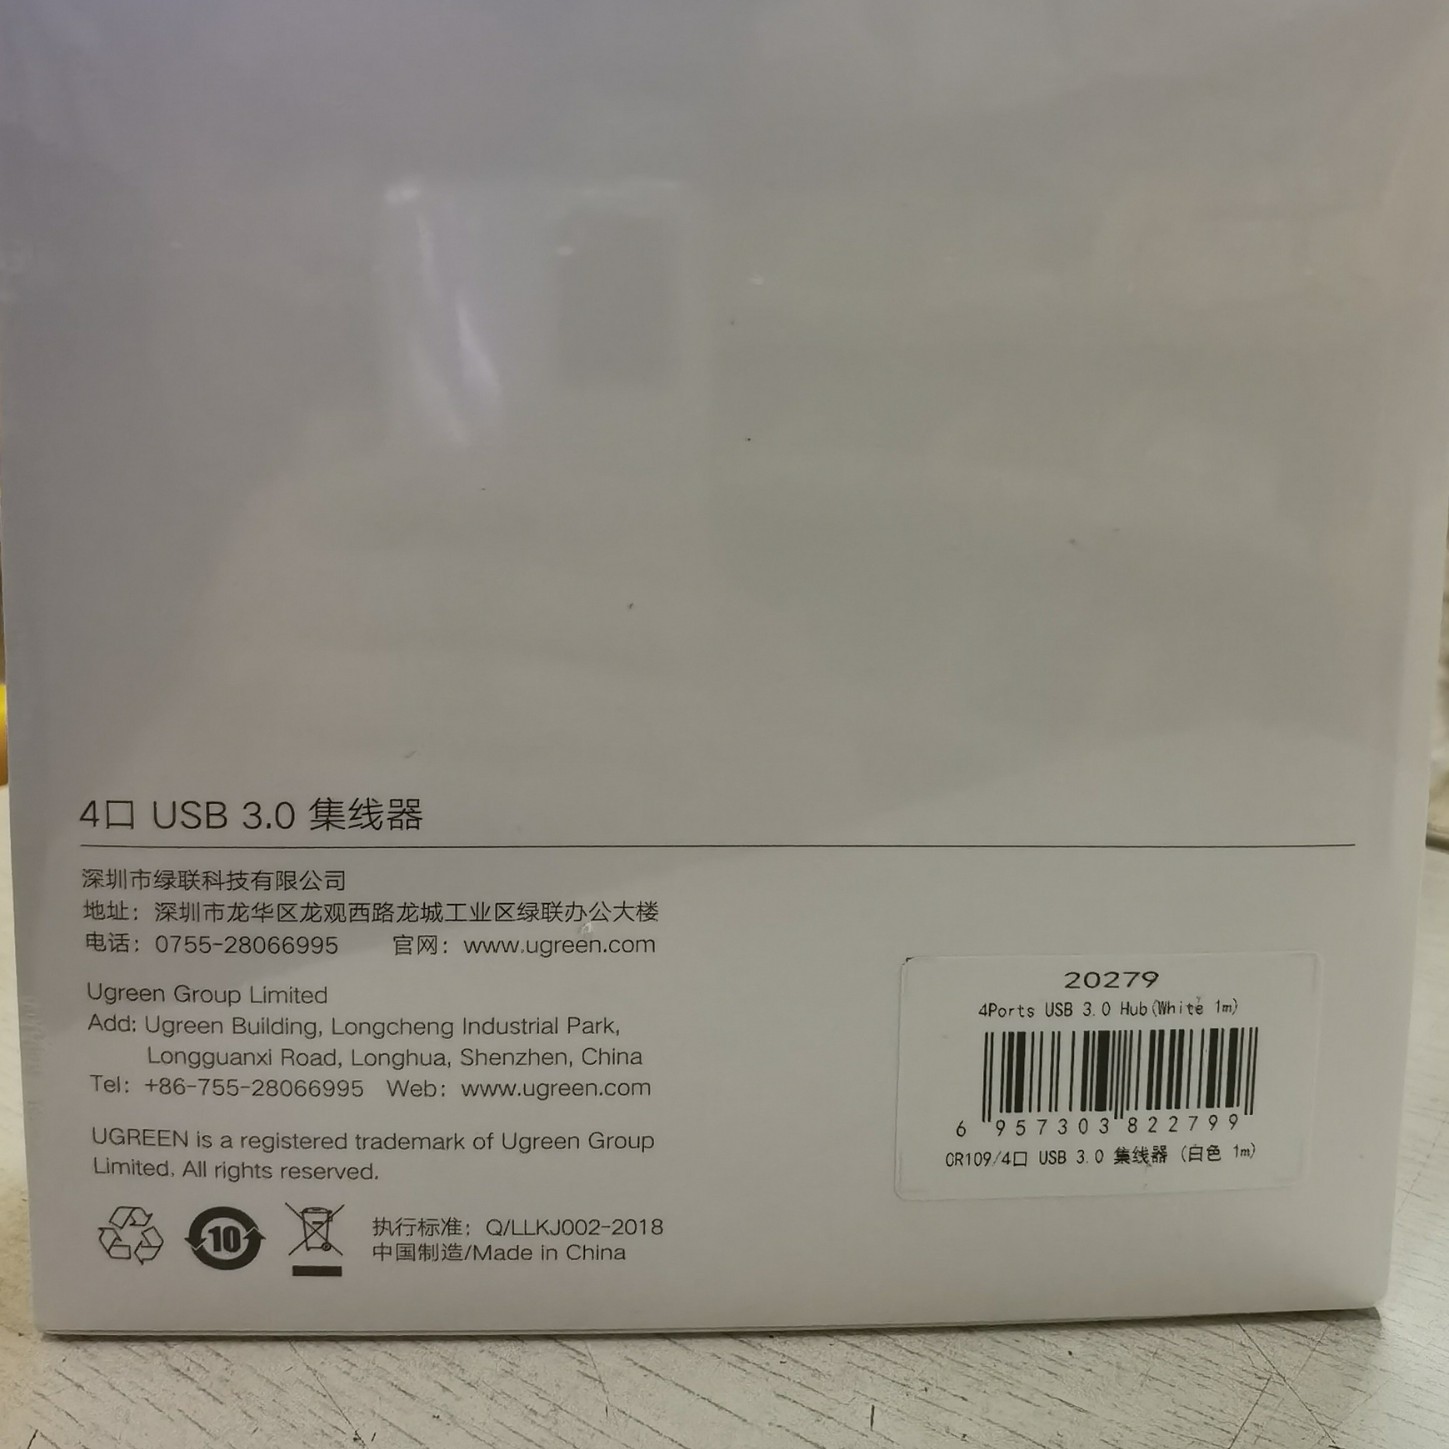 4口 USB 3.0 集线器
深圳市绿联科技有限公司
地址：深圳市龙华区龙观西路龙城工业区绿联办公大楼
电话：0755-28066995 官网：www.ugreen.com
Ugreen Group Limited
Add: Ugreen Building, Longcheng Industrial Park,
Longguanxi Road, Longhua, Shenzhen, China
Tel: +86-755-28066995 Web: www.ugreen.com
UGREEN is a registered trademark of Ugreen Group
Limited. All rights reserved.
10
执行标准：Q/LLKJ002-2018
中国制造/Made in China
20279
4Ports USB 3.0 Hub(White 1m)
6 957303 822799
CR109/4口 USB 3.0 集线器 (白色 1m)